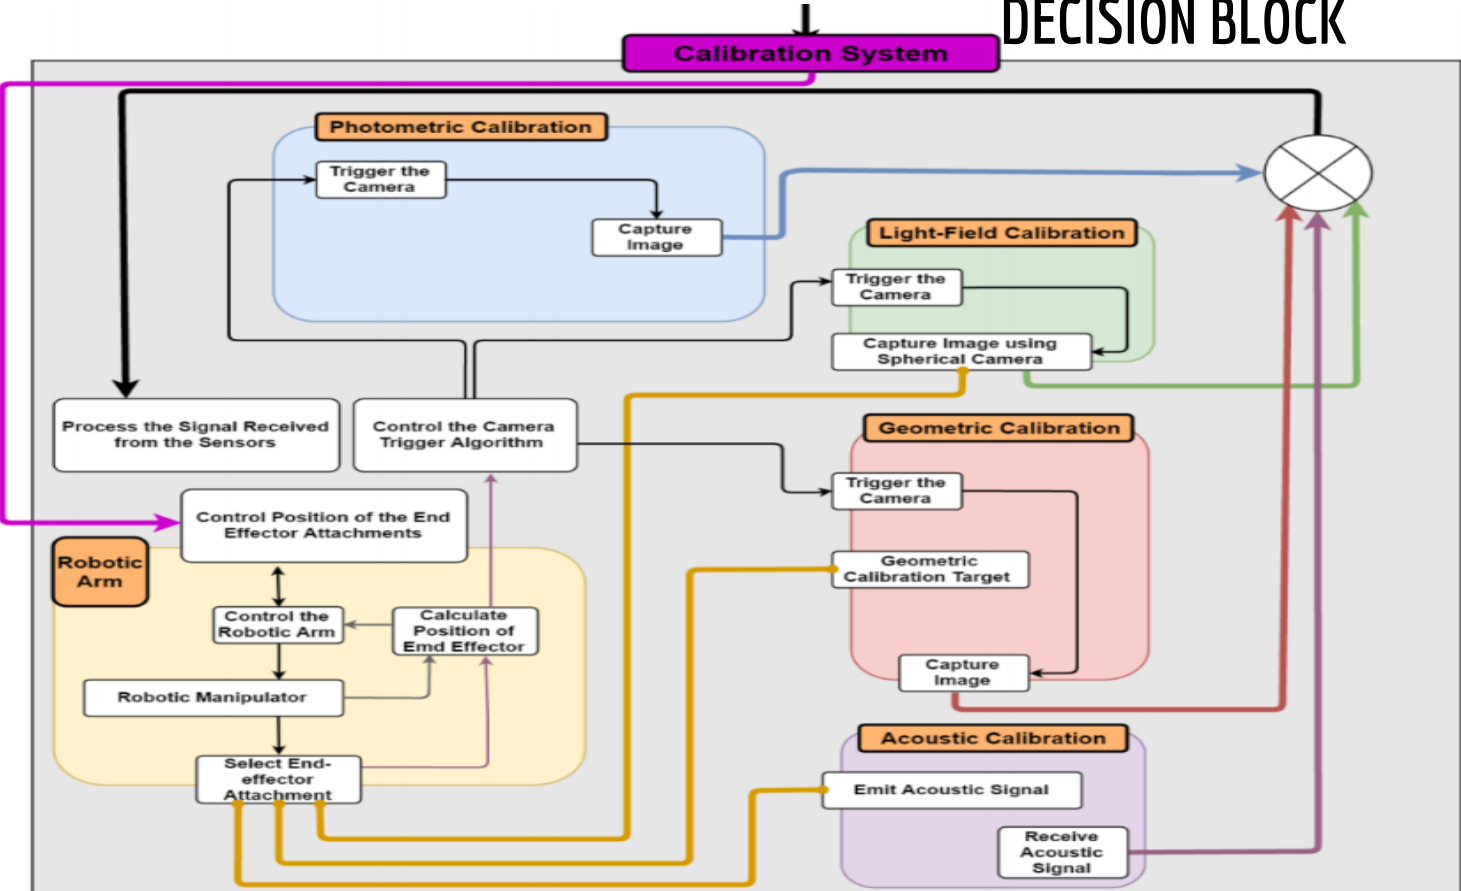 DECISION BLOCK
Calibration System
Photometric Calibration
Trigger the
Camera
Capture
Image
Light-Field Calibration
Trigger the
Camera
Capture Image using
Spherical Camera
Process the Signal Received
from the Sensors
Control the Camera
Trigger Algorithm
Geometric Calibration
Trigger the
Camera
Geometric
Calibration Target
Capture
Image
Control Position of the End
Effector Attachments
Robotic
Arm
Control the
Robotic Arm
Calculate
Position of
Emd Effector
Robotic Manipulator
Select End-
effector
Attachment
Acoustic Calibration
Emit Acoustic Signal
Receive
Acoustic
Signal